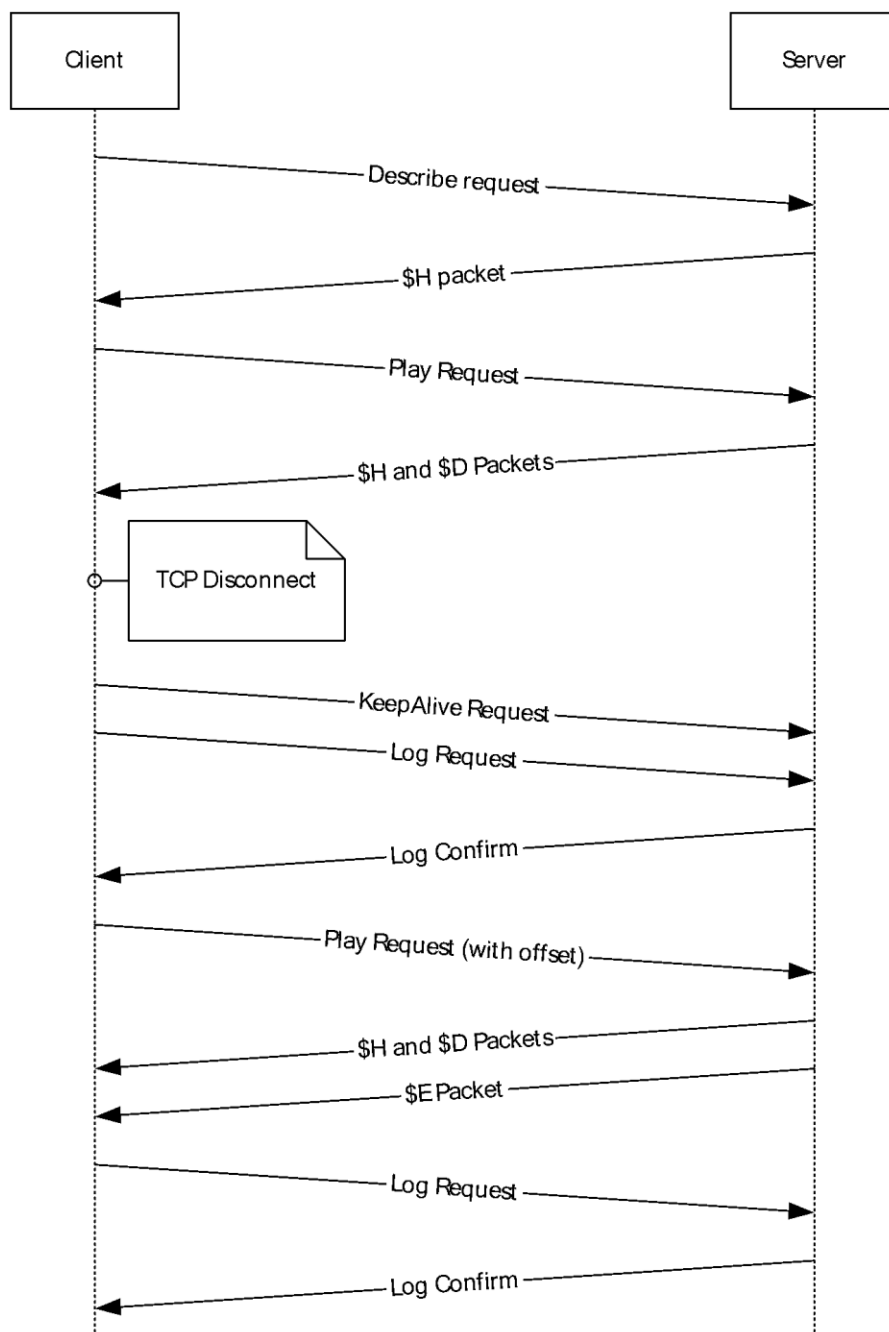 Client
Server
Describe request
$H packet
Play Request
$H and $D Packets
TCP Disconnect
KeepAlive Request
Log Request
Log Confirm
Play Request (with offset)
$H and $D Packets
$E Packet
Log Request
Log Confirm